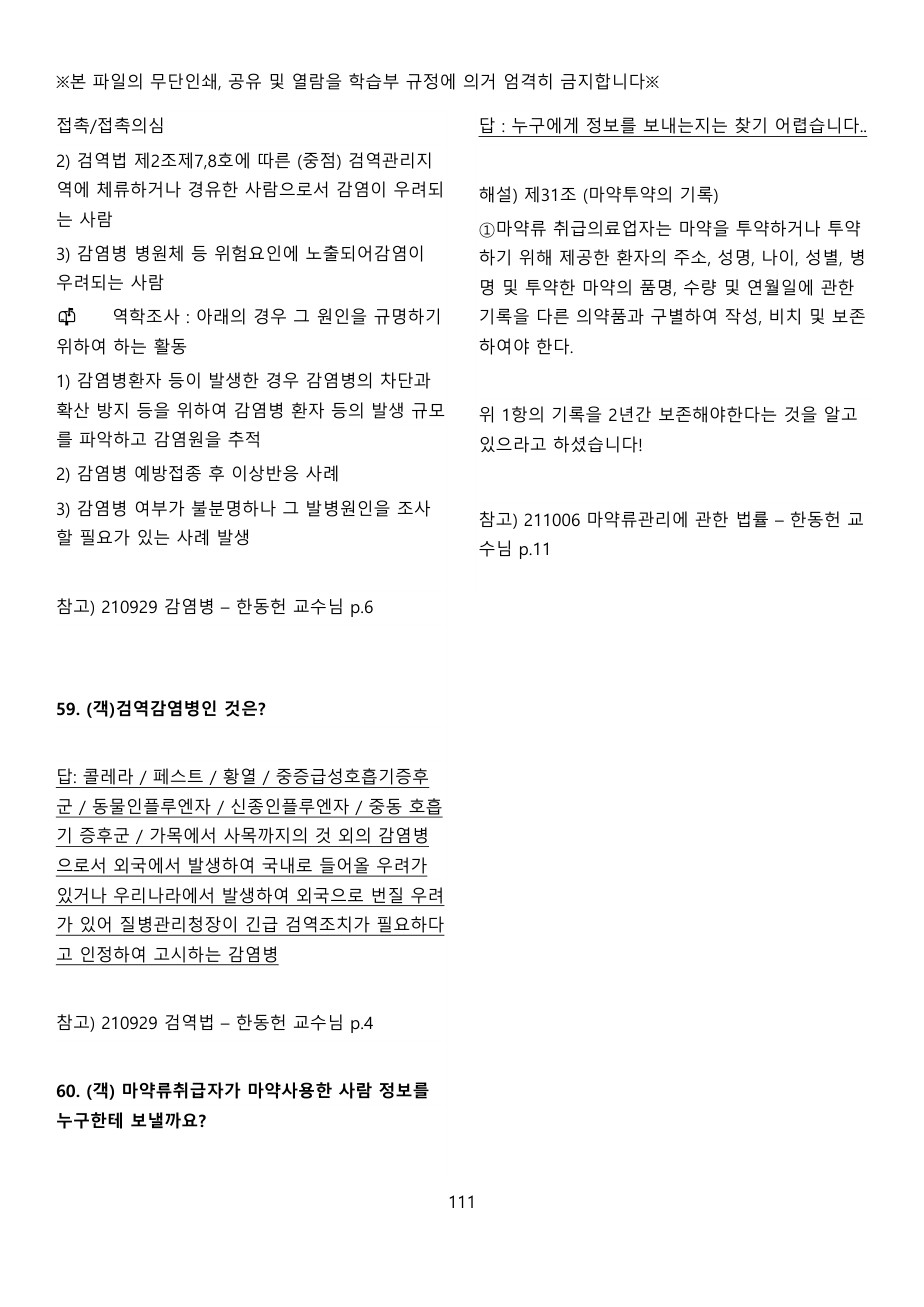 ※본 파일의 무단인쇄, 공유 및 열람을 학습부 규정에 의거 엄격히 금지합니다※
접촉/접촉의심
2) 검역법 제2조제7,8호에 따른 (중점) 검역관리지
역에 체류하거나 경유한 사람으로서 감염이 우려되
는 사람
3) 감염병 병원체 등 위험요인에 노출되어감염이
우려되는 사람
📬 역학조사 : 아래의 경우 그 원인을 규명하기
위하여 하는 활동
1) 감염병환자 등이 발생한 경우 감염병의 차단과
확산 방지 등을 위하여 감염병 환자 등의 발생 규모
를 파악하고 감염원을 추적
2) 감염병 예방접종 후 이상반응 사례
3) 감염병 여부가 불분명하나 그 발병원인을 조사
할 필요가 있는 사례 발생
참고) 210929 감염병 – 한동헌 교수님 p.6
59. (객)검역감염병인 것은?
답: 콜레라 / 페스트 / 황열 / 중증급성호흡기증후
군 / 동물인플루엔자 / 신종인플루엔자 / 중동 호흡
기 증후군 / 가목에서 사목까지의 것 외의 감염병
으로서 외국에서 발생하여 국내로 들어올 우려가
있거나 우리나라에서 발생하여 외국으로 번질 우려
가 있어 질병관리청장이 긴급 검역조치가 필요하다
고 인정하여 고시하는 감염병
참고) 210929 검역법 – 한동헌 교수님 p.4
60. (객) 마약류취급자가 마약사용한 사람 정보를
누구한테 보낼까요?
답 : 누구에게 정보를 보내는지는 찾기 어렵습니다..
해설) 제31조 (마약투약의 기록)
①마약류 취급의료업자는 마약을 투약하거나 투약
하기 위해 제공한 환자의 주소, 성명, 나이, 성별, 병
명 및 투약한 마약의 품명, 수량 및 연월일에 관한
기록을 다른 의약품과 구별하여 작성, 비치 및 보존
하여야 한다.
위 1항의 기록을 2년간 보존해야한다는 것을 알고
있으라고 하셨습니다!
참고) 211006 마약류관리에 관한 법률 – 한동헌 교
수님 p.11
111